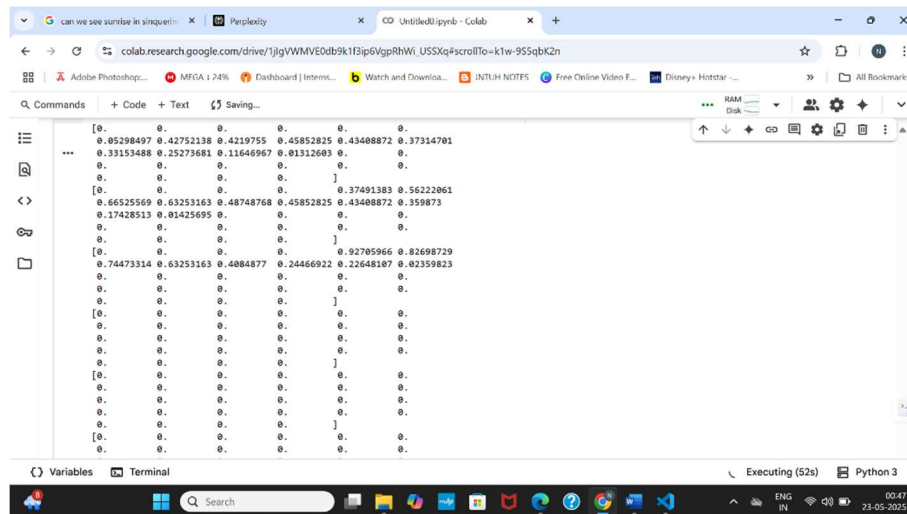 can we see sunrise in sinquerim
Perplexity
Untitled0.ipynb - Colab
colab.research.google.com/drive/1jIgVWMVE0db9k1f3ip6VgpRhWi_USSXq#scrollTo=k1w-9S5qbK2n
N
Adobe Photoshop:... MEGA 1 24% Dashboard | Interns... Watch and Downloa... JNTUH NOTES Free Online Video E... Disney+ Hotstar -... » All Bookmark
Commands + Code + Text Saving... RAM
Disk
[0. 0. 0. 0. 0. 0.
0.05298497 0.42752138 0.4219755 0.45852825 0.43408872 0.37314701
0.33153488 0.25273681 0.11646967 0.01312603 0. 0.
0. 0. 0. 0. 0. 0.
0. 0. 0. 0. ]
[0. 0. 0. 0. 0.37491383 0.56222061
0.66525569 0.63253163 0.48748768 0.45852825 0.43408872 0.359873
0.17428513 0.01425695 0. 0. 0. 0.
0. 0. 0. 0. 0. 0.
0. 0. 0. 0. ]
[0. 0. 0. 0. 0.92705966 0.82698729
0.74473314 0.63253163 0.4084877 0.24466922 0.22648107 0.02359823
0. 0. 0. 0. 0. 0.
0. 0. 0. 0. 0. 0.
0. 0. 0. 0. ]
[0. 0. 0. 0. 0. 0.
0. 0. 0. 0. 0. 0.
0. 0. 0. 0. 0. 0.
0. 0. 0. 0. 0. 0.
0. 0. 0. 0. ]
[0. 0. 0. 0. 0. 0.
0. 0. 0. 0. 0. 0.
0. 0. 0. 0. 0. 0.
0. 0. 0. 0. 0. 0.
0. 0. 0. 0. ]
[0. 0. 0. 0. 0. 0.
0. 0. 0. 0. 0. 0.
Variables Terminal Executing (52s) Python 3
8
Search
ENG
IN
00:47
23-05-2025